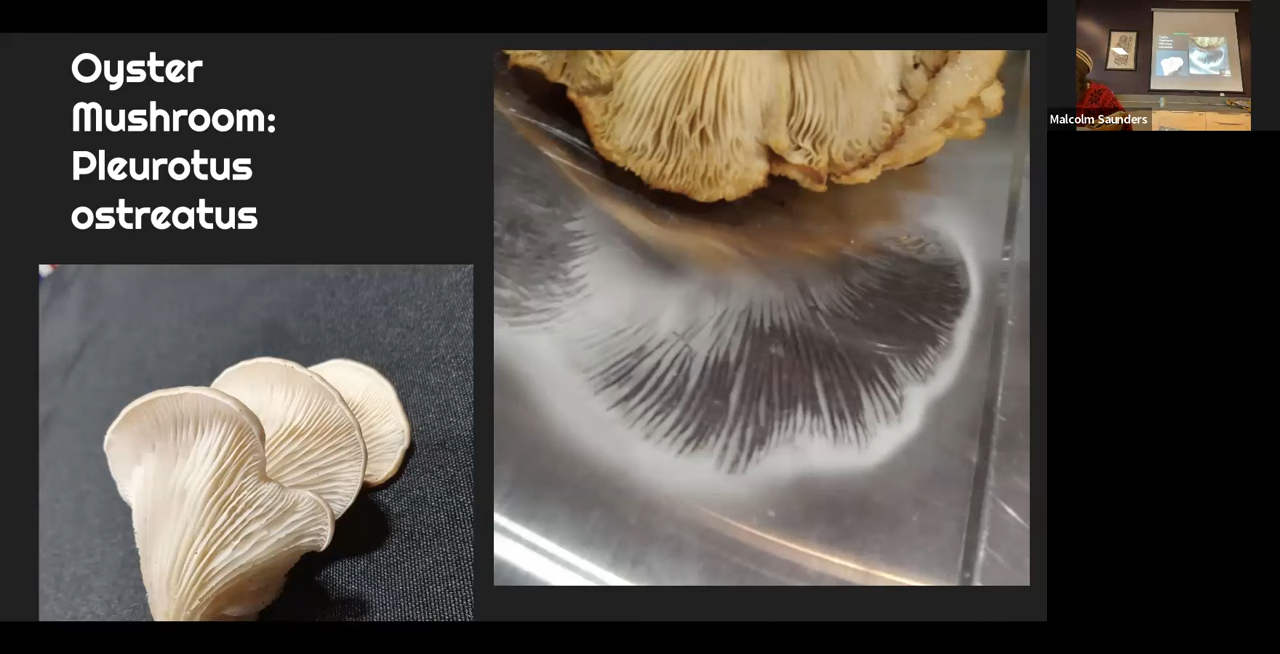 Oyster
Mushroom:
Pleurotus
ostreatus
Malcolm Saunders